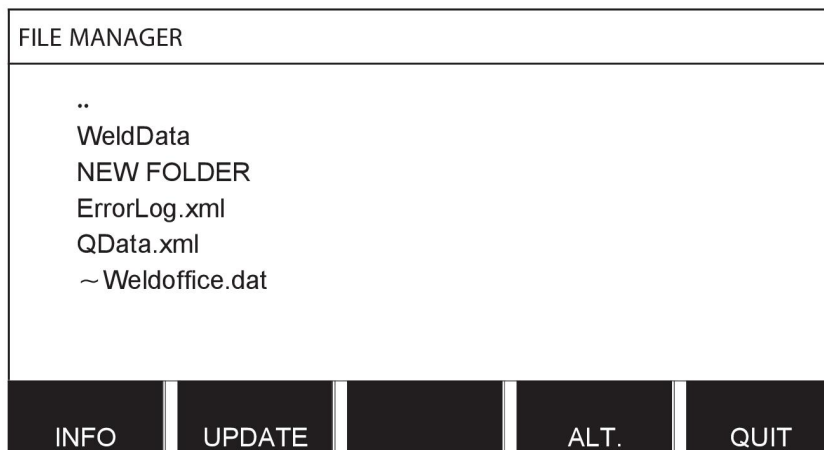 FILE MANAGER
..
WeldData
NEW FOLDER
ErrorLog.xml
QData.xml
~Weldoffice.dat
INFO UPDATE ALT. QUIT